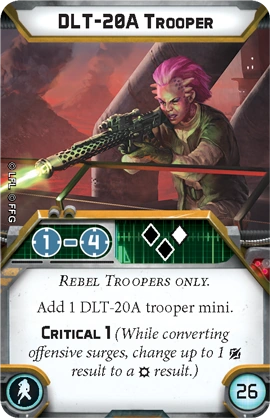 DLT-20A Trooper
© LFL © FFG
1 – 4
Rebel Troopers only.
Add 1 DLT-20A trooper mini.
Critical 1 (While converting
offensive surges, change up to 1
result to a result.)
26